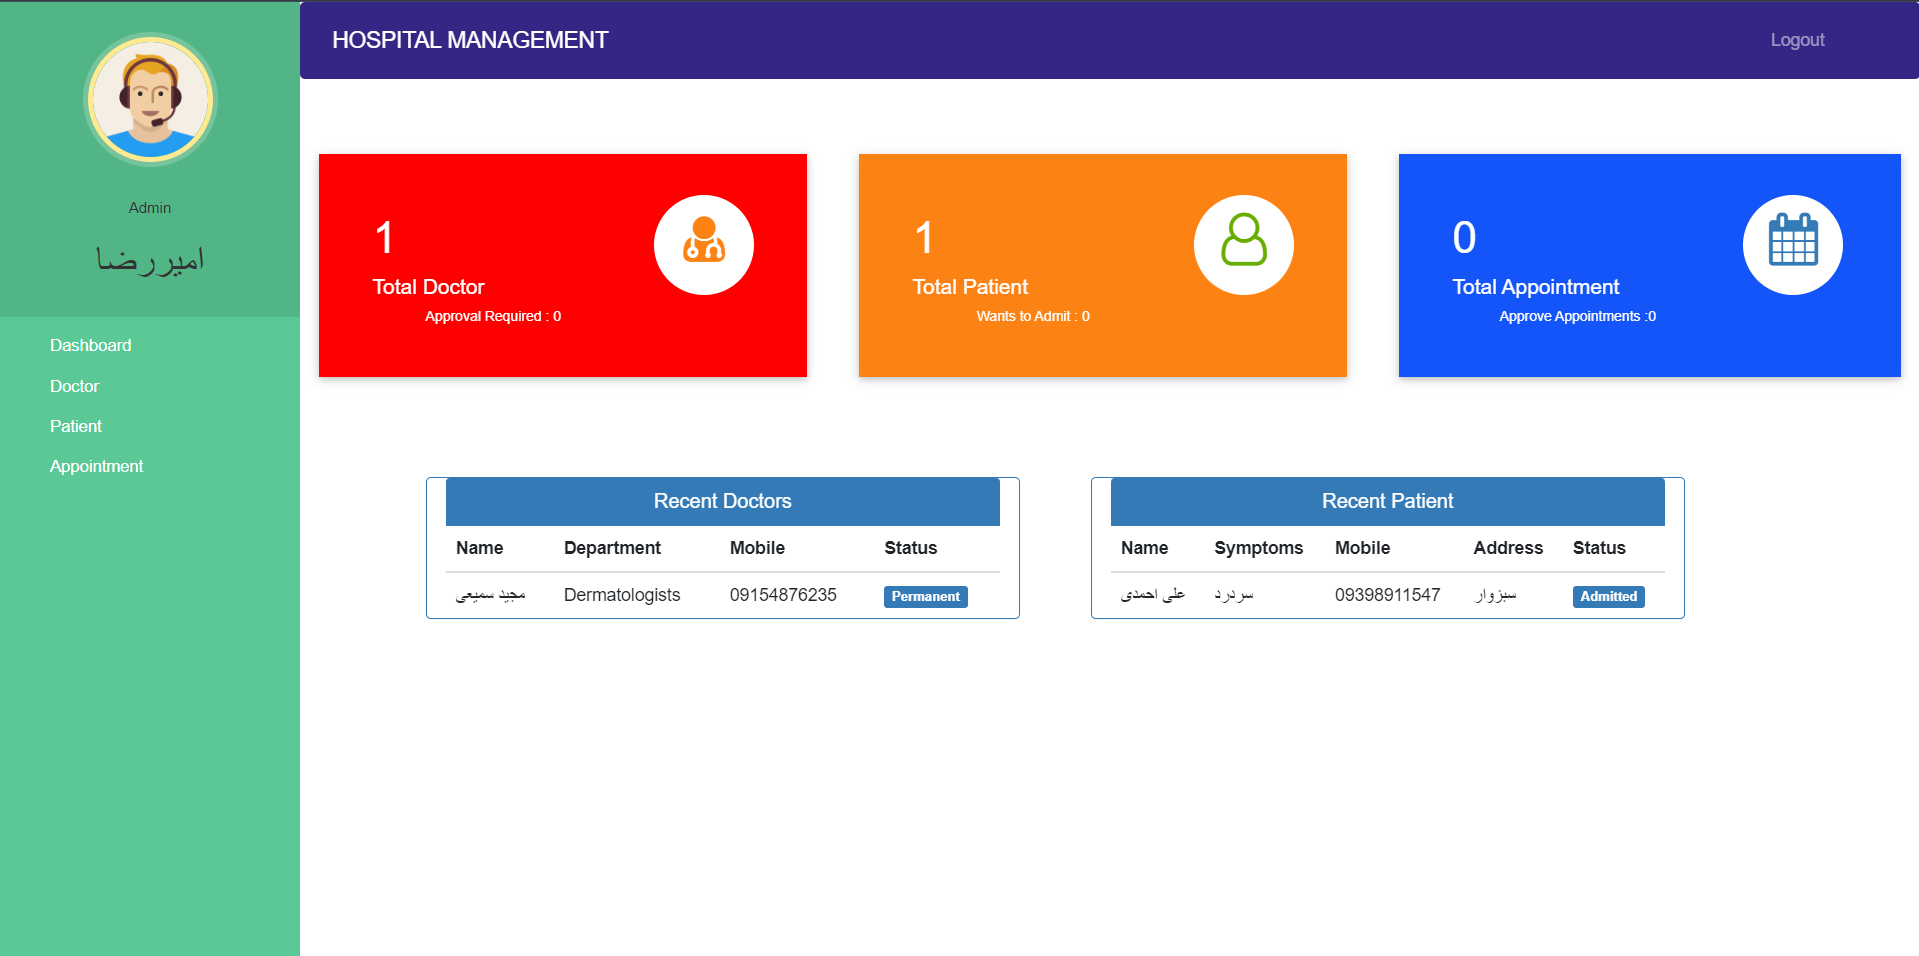 HOSPITAL MANAGEMENT
Logout
Admin
امیررضا
Dashboard
Doctor
Patient
Appointment
1
Total Doctor
Approval Required : 0
1
Total Patient
Wants to Admit : 0
0
Total Appointment
Approve Appointments :0
Recent Doctors
Name Department Mobile Status
مجید سمیعی Dermatologists 09154876235 Permanent
Recent Patient
Name Symptoms Mobile Address Status
علی احمدی سردرد 09398911547 سبزوار Admitted